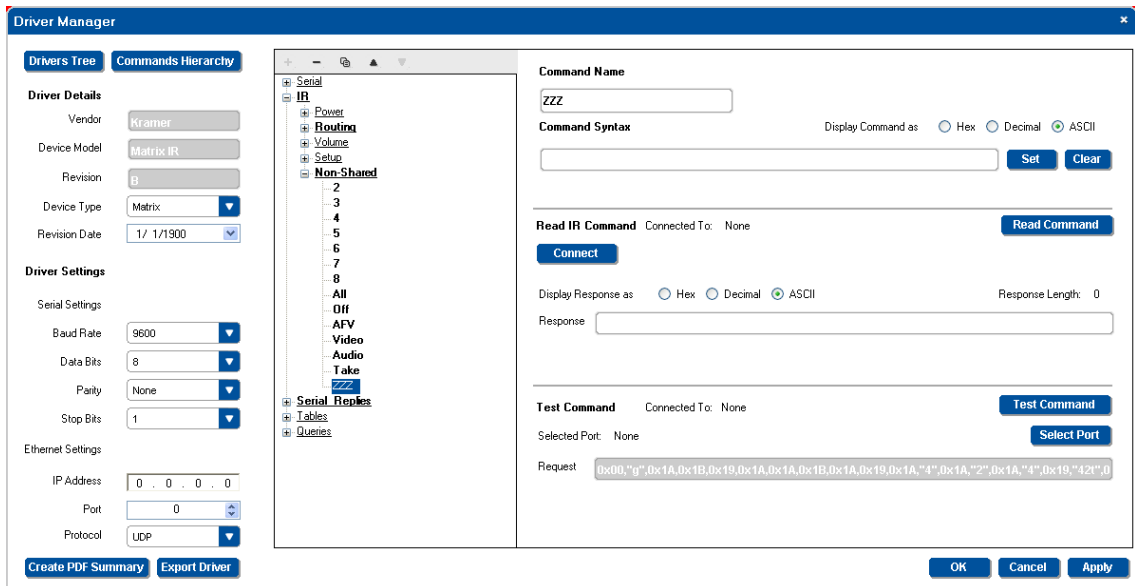 Driver Manager
Drivers Tree Commands Hierarchy
Driver Details
Vendor Kramer
Device Model Matrix IR
Revision B
Device Type Matrix
Revision Date 1/ 1/1900
Driver Settings
Serial Settings
Baud Rate 9600
Data Bits 8
Parity None
Stop Bits 1
Ethernet Settings
IP Address 0 . 0 . 0 . 0
Port 0
Protocol UDP
Create PDF Summary Export Driver
Serial
IR
Power
Routing
Volume
Setup
Non-Shared
2
3
4
5
6
7
8
All
Off
AFV
Video
Audio
Take
ZZZ
Serial_Replies
Tables
Queries
Command Name
ZZZ
Command Syntax Display Command as Hex Decimal ASCII
Set Clear
Read IR Command Connected To: None Read Command
Connect
Display Response as Hex Decimal ASCII Response Length: 0
Response
Test Command Connected To: None Test Command
Selected Port: None Select Port
Request 0x00,"g",0x1A,0x1B,0x19,0x1A,0x1A,0x1B,0x1A,0x19,0x1A,"4",0x1A,"2",0x1A,"4",0x19,"42t",0
OK Cancel Apply